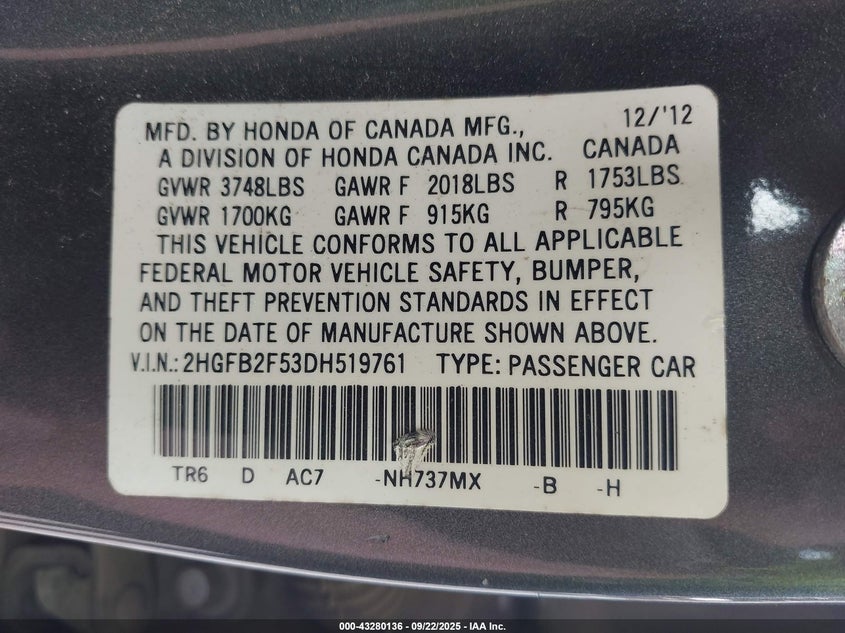 MFD. BY HONDA OF CANADA MFG., 12/'12
A DIVISION OF HONDA CANADA INC. CANADA
GVWR 3748LBS GAWR F 2018LBS R 1753LBS
GVWR 1700KG GAWR F 915KG R 795KG
THIS VEHICLE CONFORMS TO ALL APPLICABLE
FEDERAL MOTOR VEHICLE SAFETY, BUMPER,
AND THEFT PREVENTION STANDARDS IN EFFECT
ON THE DATE OF MANUFACTURE SHOWN ABOVE.
V.I.N.: 2HGFB2F53DH519761 TYPE: PASSENGER CAR
TR6 D AC7 -NH737MX -B -H
000-43280136 - 09/22/2025 - IAA Inc.